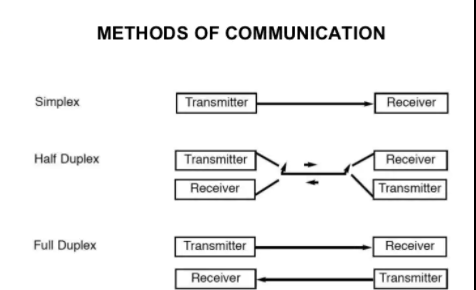 METHODS OF COMMUNICATION
Simplex Transmitter Receiver
Half Duplex Transmitter Receiver
Receiver Transmitter
Full Duplex Transmitter Receiver
Receiver Transmitter